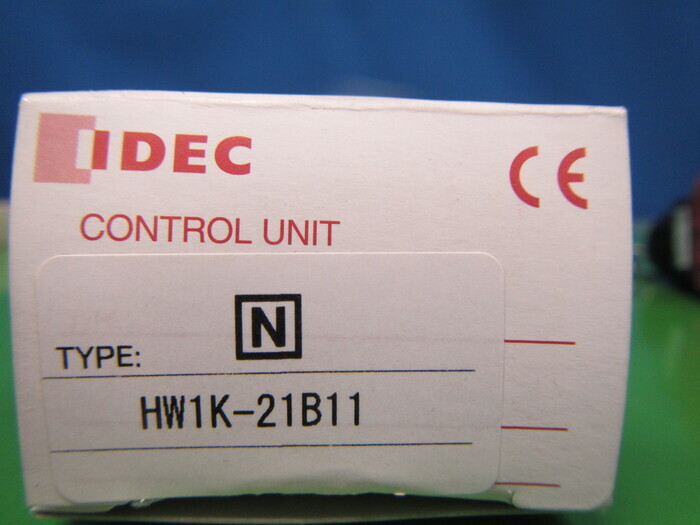 IDEC
CE
CONTROL UNIT
N
TYPE:
HW1K-21B11